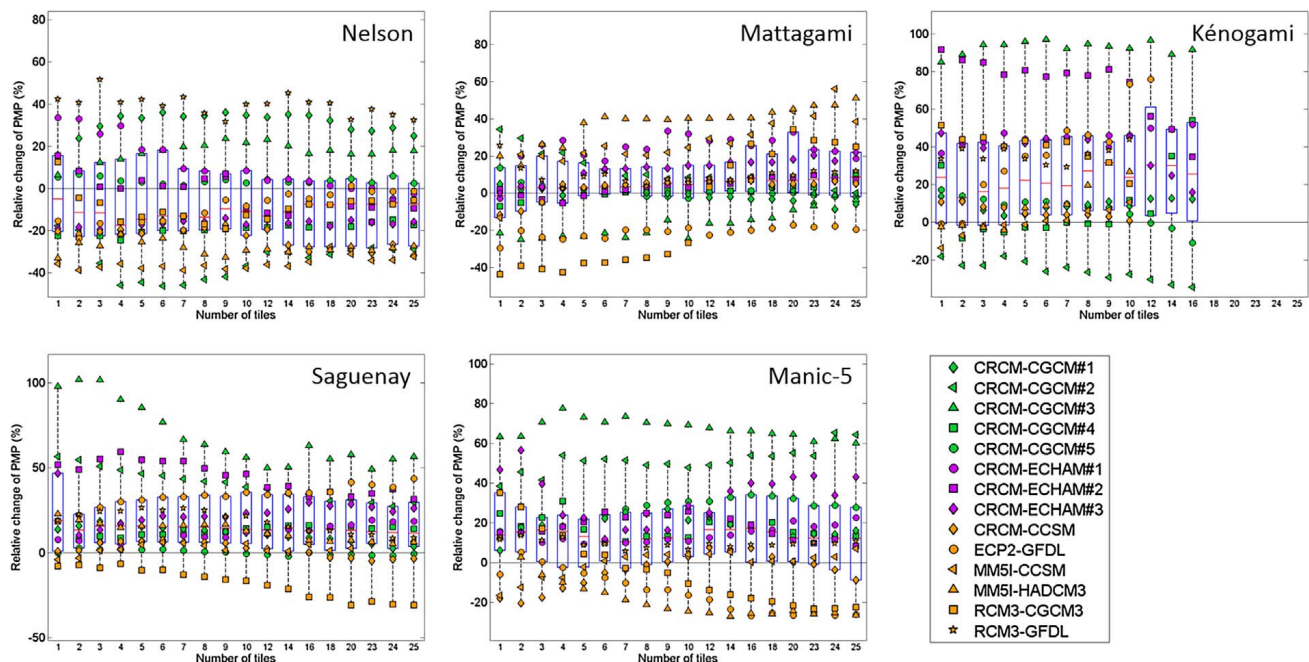 Nelson
Relative change of PMP (%)
80
60
40
20
0
-20
-40
1 2 3 4 5 6 7 8 9 10 12 14 16 18 20 23 24 25
Number of tiles
Mattagami
Relative change of PMP (%)
80
60
40
20
0
-20
-40
1 2 3 4 5 6 7 8 9 10 12 14 16 18 20 23 24 25
Number of tiles
Kénogami
Relative change of PMP (%)
100
80
60
40
20
0
-20
1 2 3 4 5 6 7 8 9 10 12 14 16 18 20 23 24 25
Number of tiles
Saguenay
Relative change of PMP (%)
100
50
0
-50
1 2 3 4 5 6 7 8 9 10 12 14 16 18 20 23 24 25
Number of tiles
Manic-5
Relative change of PMP (%)
100
80
60
40
20
0
-20
1 2 3 4 5 6 7 8 9 10 12 14 16 18 20 23 24 25
Number of tiles
CRCM-CGCM#1
CRCM-CGCM#2
CRCM-CGCM#3
CRCM-CGCM#4
CRCM-CGCM#5
CRCM-ECHAM#1
CRCM-ECHAM#2
CRCM-ECHAM#3
CRCM-CCSM
ECP2-GFDL
MM5I-CCSM
MM5I-HADCM3
RCM3-CGCM3
RCM3-GFDL